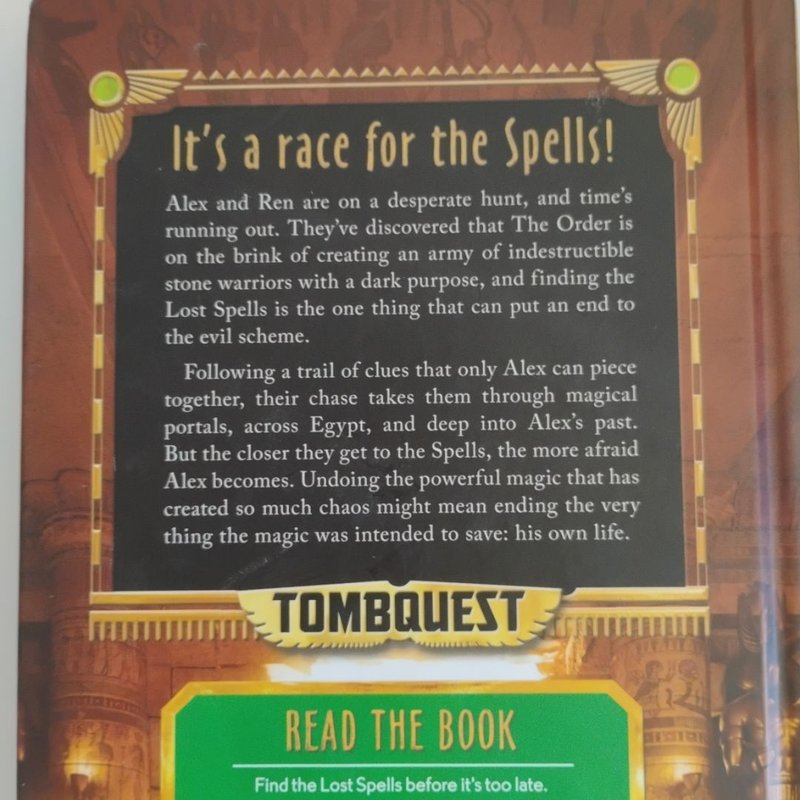 It's a race for the Spells!
Alex and Ren are on a desperate hunt, and time's
running out. They've discovered that The Order is
on the brink of creating an army of indestructible
stone warriors with a dark purpose, and finding the
Lost Spells is the one thing that can put an end to
the evil scheme.
Following a trail of clues that only Alex can piece
together, their chase takes them through magical
portals, across Egypt, and deep into Alex's past.
But the closer they get to the Spells, the more afraid
Alex becomes. Undoing the powerful magic that has
created so much chaos might mean ending the very
thing the magic was intended to save: his own life.
TOMBQUEST
READ THE BOOK
Find the Lost Spells before it's too late.